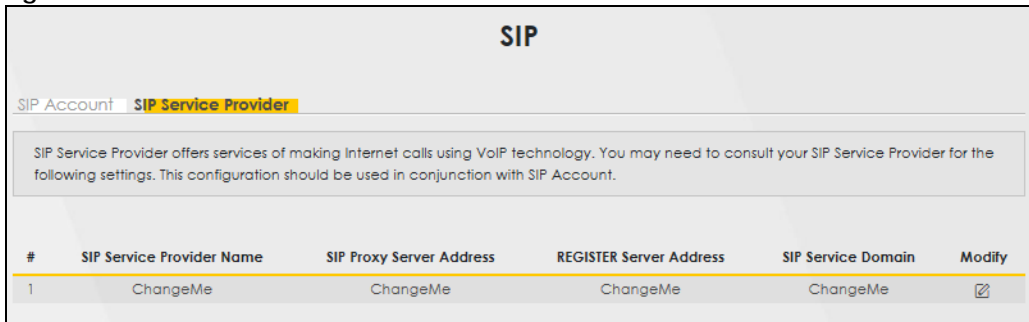 SIP
SIP Account SIP Service Provider
SIP Service Provider offers services of making Internet calls using VoIP technology. You may need to consult your SIP Service Provider for the
following settings. This configuration should be used in conjunction with SIP Account.
# SIP Service Provider Name SIP Proxy Server Address REGISTER Server Address SIP Service Domain Modify
1 ChangeMe ChangeMe ChangeMe ChangeMe